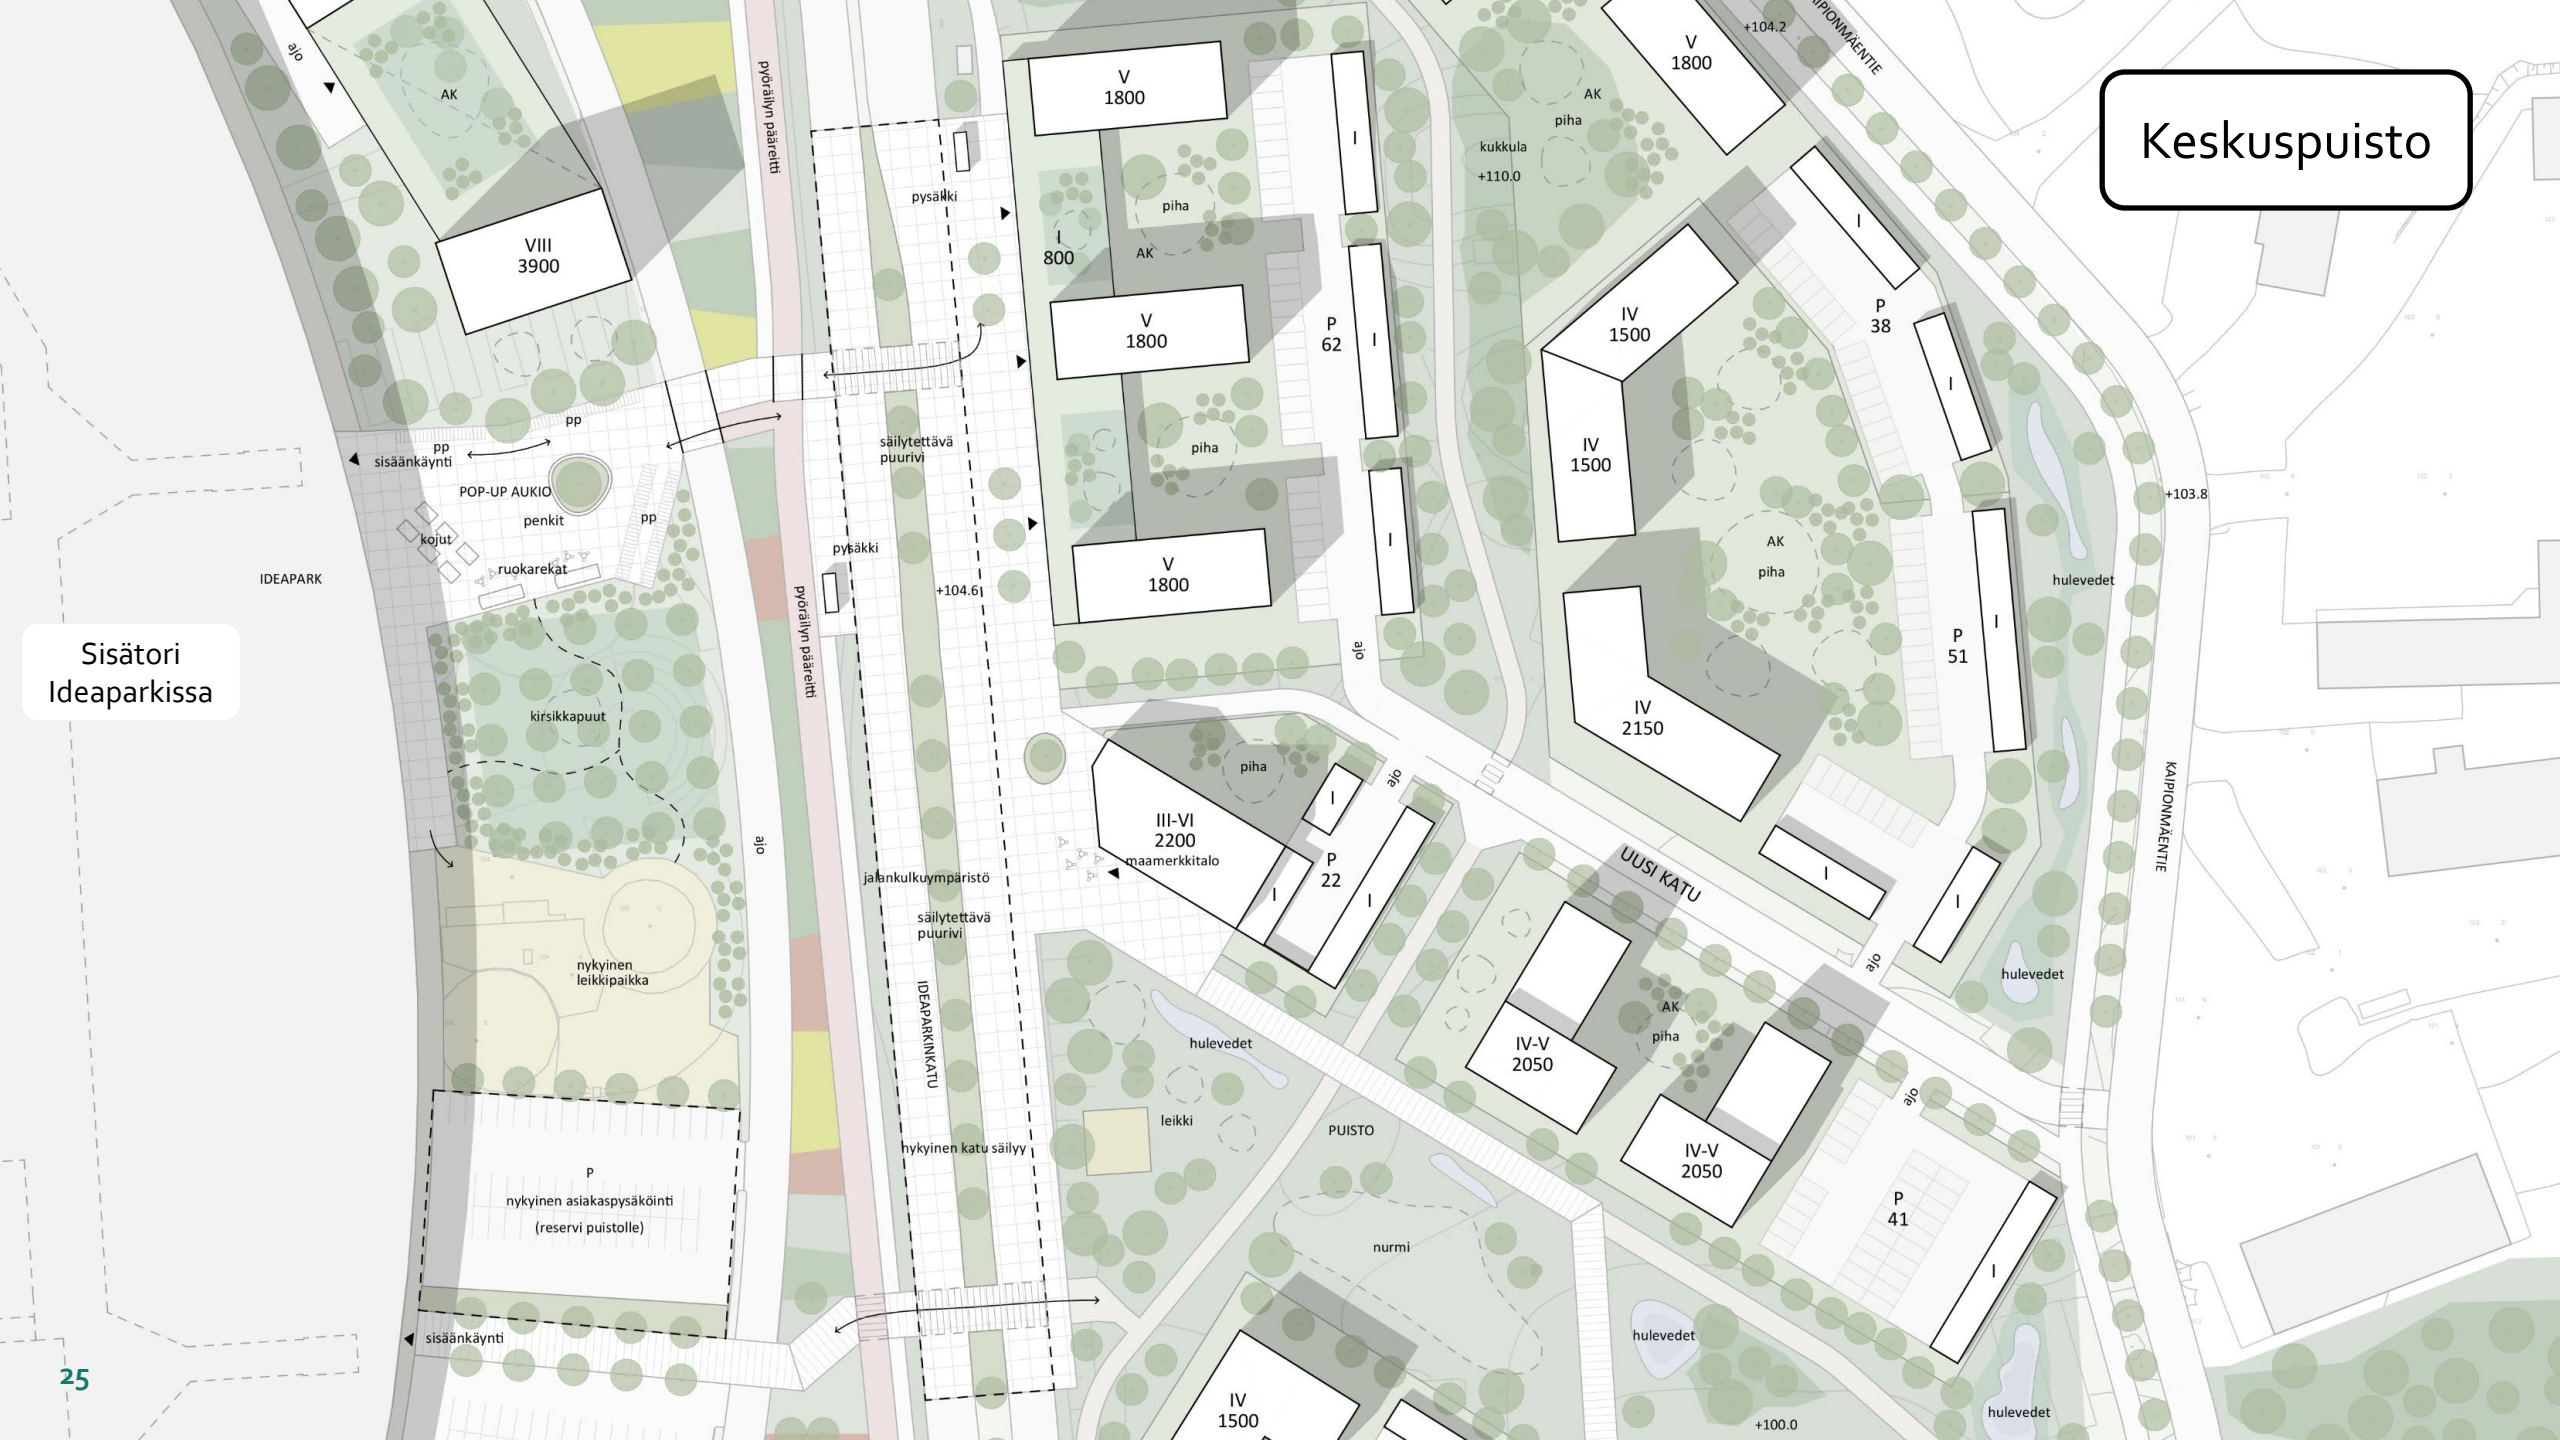 Keskuspuisto
Sisätori
Ideaparkissa
25
IDEAPARK
ajo
AK
VIII
3900
pyöräilyn pääreitti
pysäkki
V
1800
I
AK
piha
kukkula
+110.0
V
1800
+104.2
KAIPIONMÄENTIE
piha
AK
I
800
V
1800
P
62
I
IV
1500
I
P
38
I
pp
pp
sisäänkäynti
POP-UP AUKIO
penkit
pp
kojut
ruokarekat
säilytettävä
puurivi
pysäkki
+104.6
piha
V
1800
I
ajo
IV
1500
AK
piha
+103.8
hulevedet
I
P
51
IV
2150
pyöräilyn pääreitti
kirsikkapuut
ajo
piha
I
ajo
III-VI
2200
maamerkkitalo
P
22
I
I
jalankulkuympäristö
säilytettävä
puurivi
UUSI KATU
I
I
KAIPIONMÄENTIE
ajo
hulevedet
nykyinen
leikkipaikka
IDEAPARKINKATU
hulevedet
leikki
PUISTO
IV-V
2050
AK
piha
ajo
IV-V
2050
P
41
I
nykyinen katu säilyy
P
nykyinen asiakaspysäköinti
(reservi puistolle)
nurmi
sisäänkäynti
hulevedet
IV
1500
+100.0
hulevedet